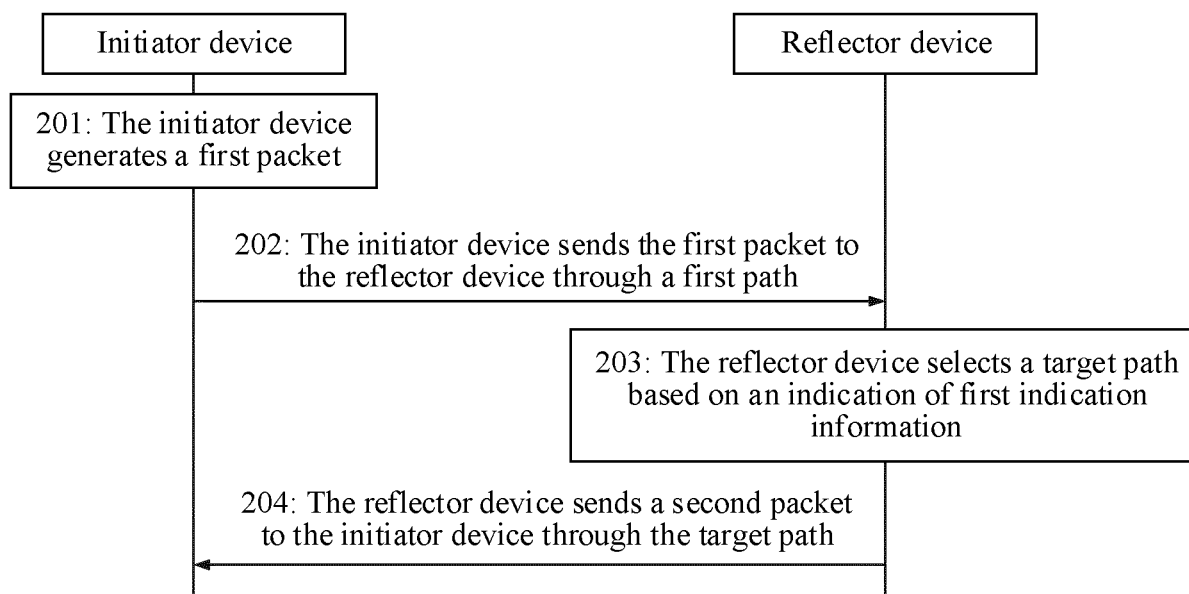 Initiator device
Reflector device
201: The initiator device
generates a first packet
202: The initiator device sends the first packet to
the reflector device through a first path
203: The reflector device selects a target path
based on an indication of first indication
information
204: The reflector device sends a second packet
to the initiator device through the target path